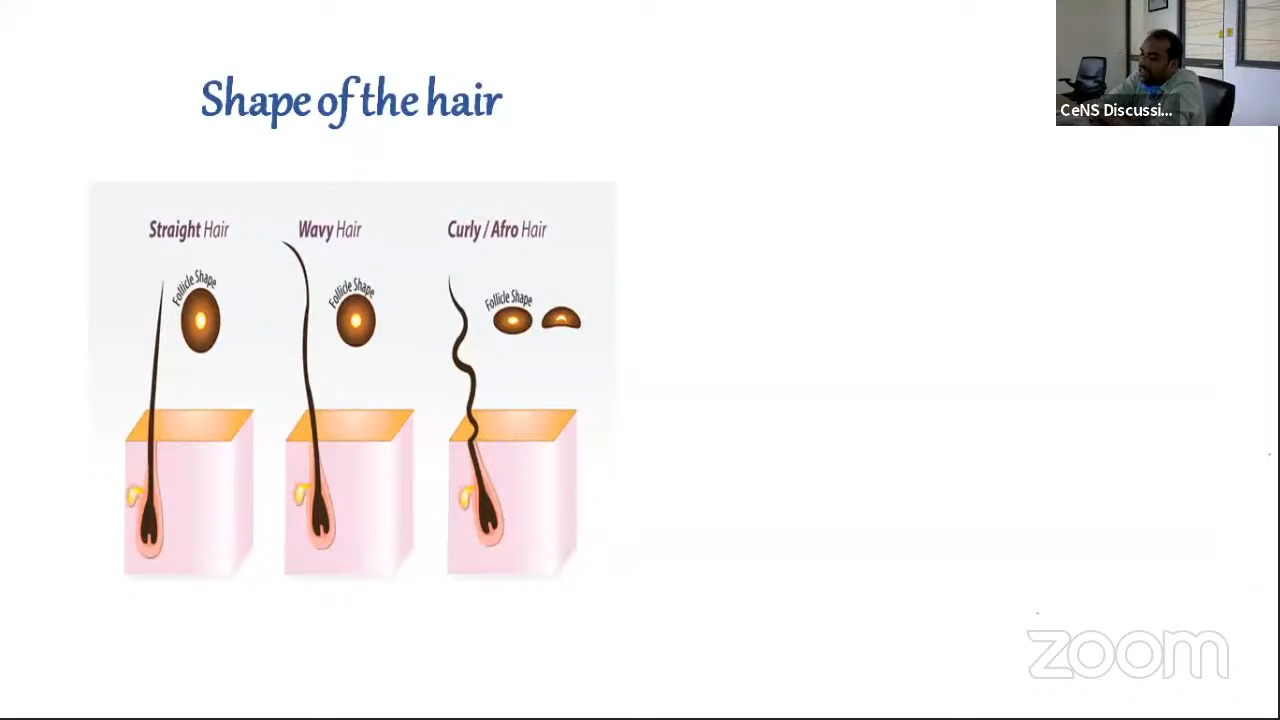 Shape of the hair
CeNS Discussi...
Straight Hair
Wavy Hair
Curly / Afro Hair
Follicle Shape
Follicle Shape
Follicle Shape
zoom